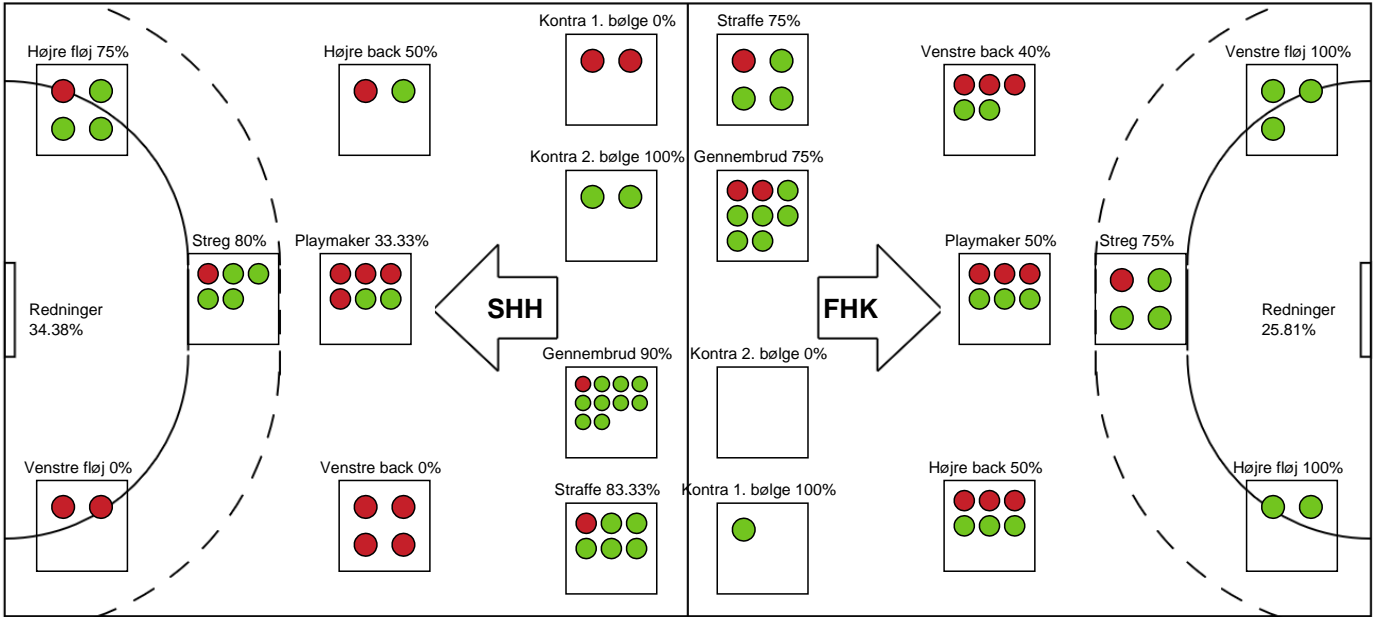 Kontra 1. bølge 0%
Straffe 75%
Højre fløj 75%
Højre back 50%
Venstre back 40%
Venstre fløj 100%
Kontra 2. bølge 100%
Gennembrud 75%
Streg 80%
Playmaker 33.33%
Playmaker 50%
Streg 75%
Redninger
34.38%
SHH
FHK
Redninger
25.81%
Gennembrud 90%
Kontra 2. bølge 0%
Venstre fløj 0%
Venstre back 0%
Højre back 50%
Højre fløj 100%
Straffe 83.33%
Kontra 1. bølge 100%